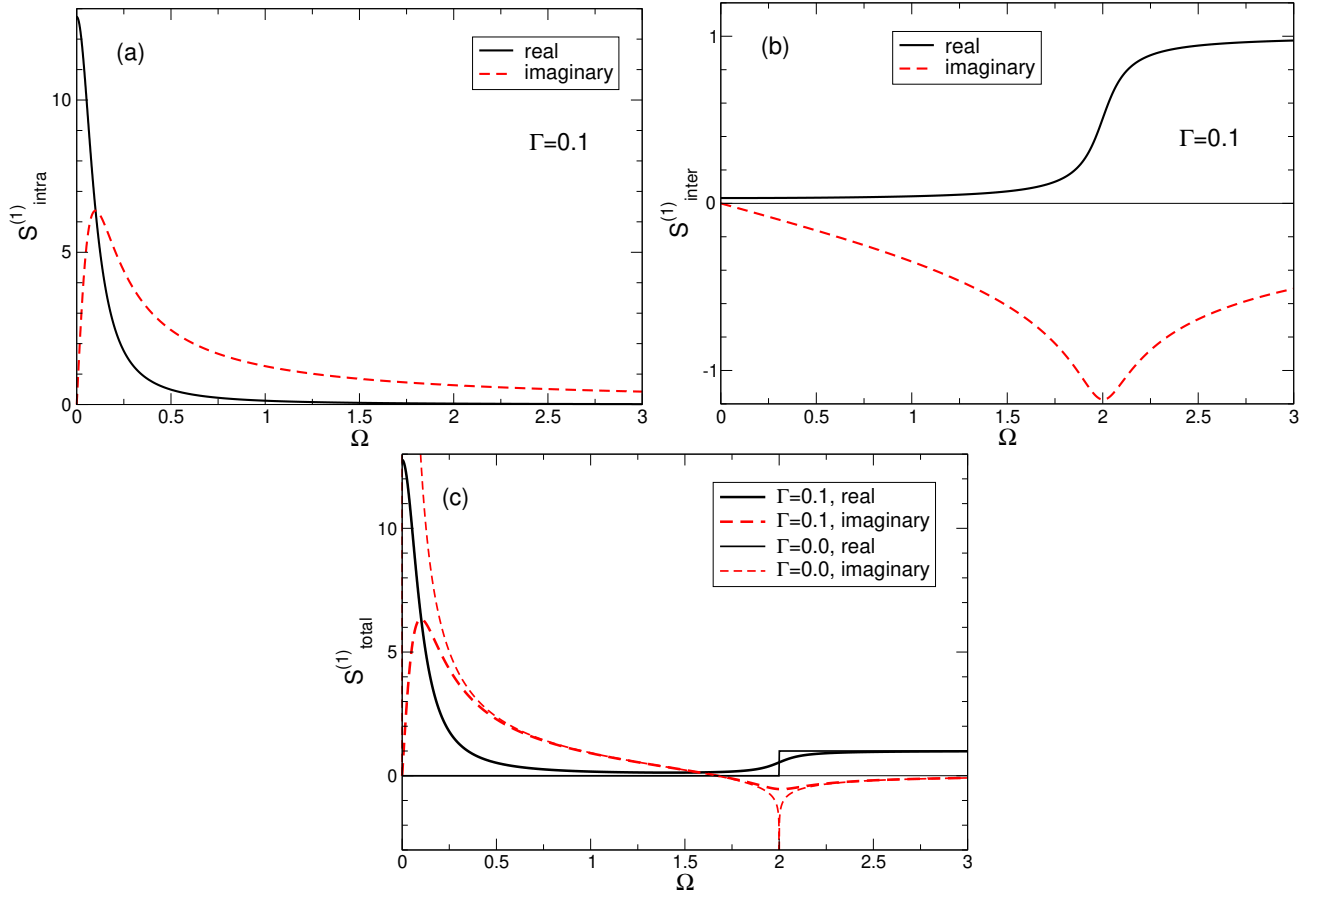 (a)
real
imaginary
Γ=0.1
S^(1)_intra
10
5
0
0 0.5 1 1.5 2 2.5 3
Ω
(b)
real
imaginary
Γ=0.1
S^(1)_inter
1
0
-1
0 0.5 1 1.5 2 2.5 3
Ω
(c)
Γ=0.1, real
Γ=0.1, imaginary
Γ=0.0, real
Γ=0.0, imaginary
S^(1)_total
10
5
0
0 0.5 1 1.5 2 2.5 3
Ω